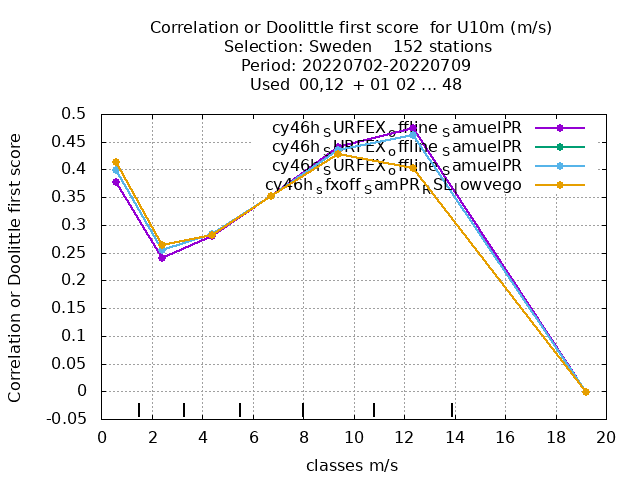 Correlation or Doolittle first score for U10m (m/s)
Selection: Sweden 152 stations
Period: 20220702-20220709
Used 00,12 + 01 02 ... 48
cy46h_SURFEX_offline_SamuelPR
cy46h_SURFEX_offline_SamuelPR
cy46h_SURFEX_offline_SamuelPR
cy46h_sfxoff_SamPR_RSL_lowvego
Correlation or Doolittle first score
0.5
0.45
0.4
0.35
0.3
0.25
0.2
0.15
0.1
0.05
0
-0.05
0 2 4 6 8 10 12 14 16 18 20
classes m/s